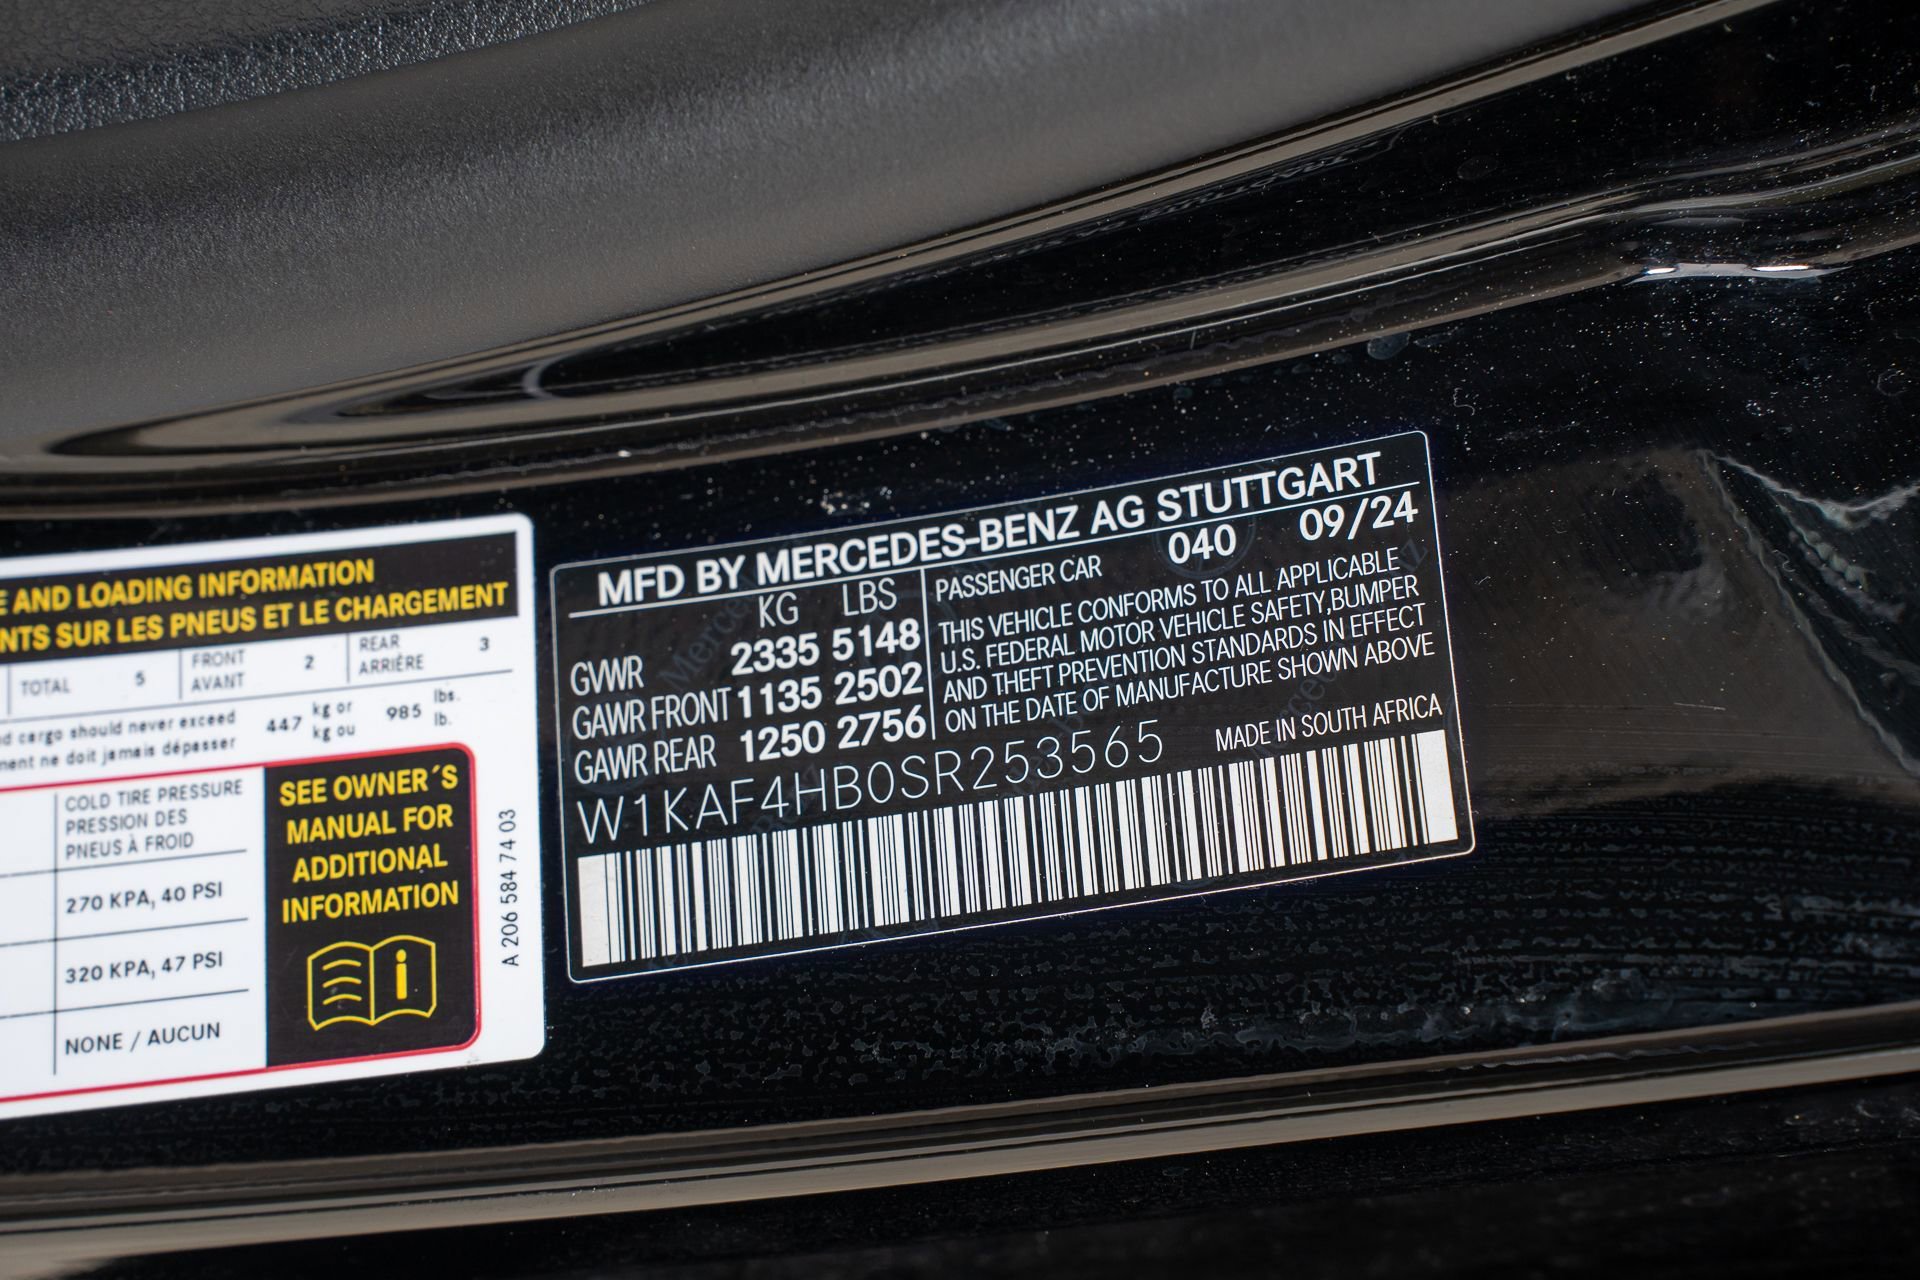 E AND LOADING INFORMATION
NTS SUR LES PNEUS ET LE CHARGEMENT
TOTAL 5 FRONT AVANT 2 REAR ARRIÈRE 3
cargo should never exceed 447 kg or 985 lbs.
ne doit jamais dépasser kg ou lb.
COLD TIRE PRESSURE
PRESSION DES
PNEUS À FROID
270 KPA, 40 PSI
320 KPA, 47 PSI
NONE / AUCUN
SEE OWNER´S
MANUAL FOR
ADDITIONAL
INFORMATION
A 206 584 74 03
MFD BY MERCEDES-BENZ AG STUTTGART
KG LBS
GVWR 2335 5148
GAWR FRONT 1135 2502
GAWR REAR 1250 2756
PASSENGER CAR 040 09/24
THIS VEHICLE CONFORMS TO ALL APPLICABLE
U.S. FEDERAL MOTOR VEHICLE SAFETY,BUMPER
AND THEFT PREVENTION STANDARDS IN EFFECT
ON THE DATE OF MANUFACTURE SHOWN ABOVE
W1KAF4HB0SR253565 MADE IN SOUTH AFRICA